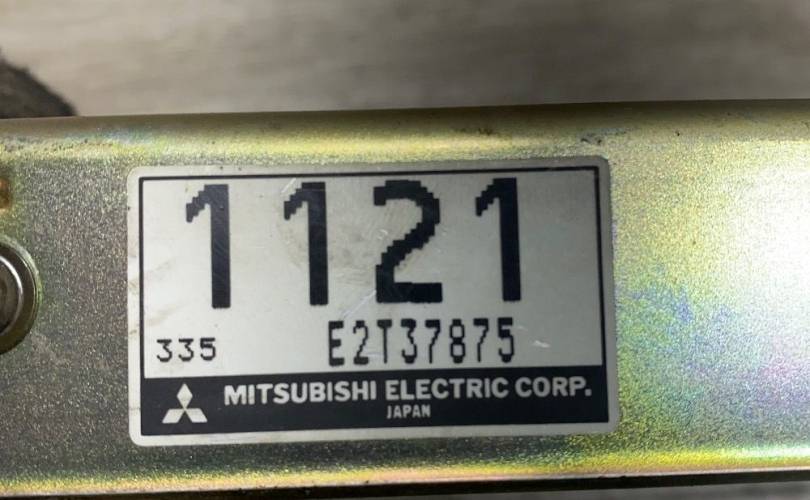 1121
335 E2T37875
MITSUBISHI ELECTRIC CORP.
JAPAN